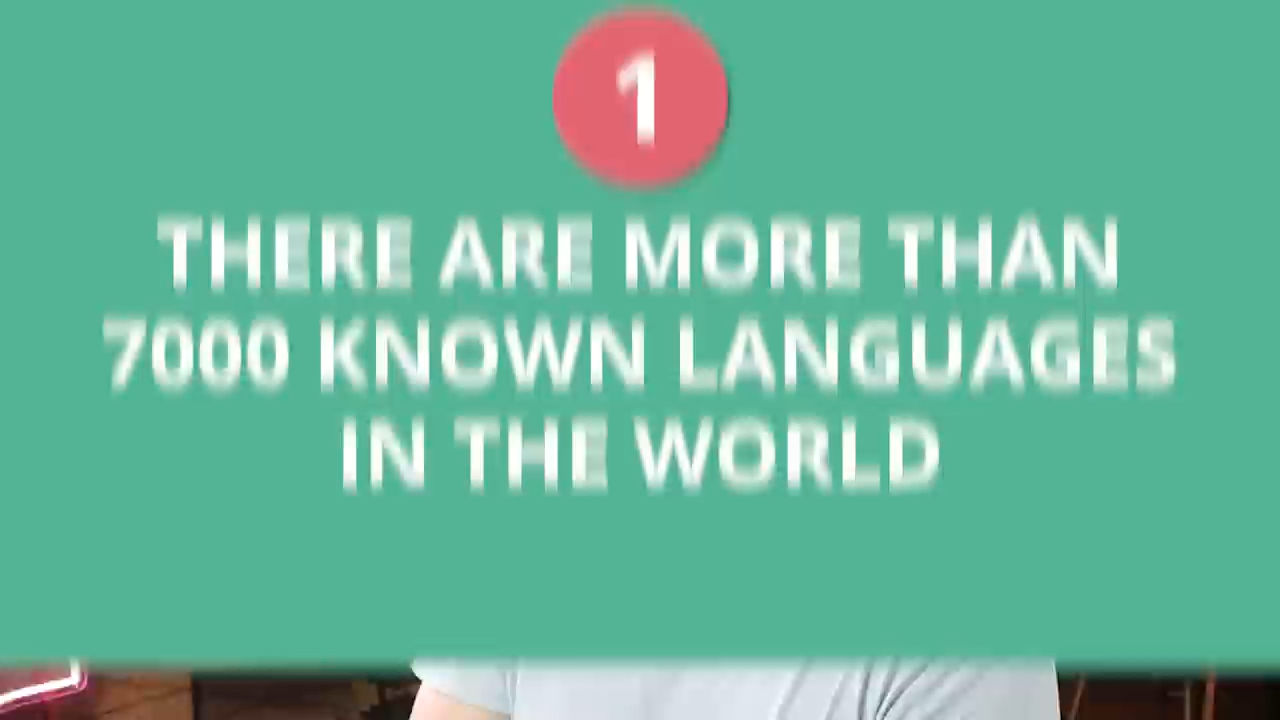 1
THERE ARE MORE THAN
7000 KNOWN LANGUAGES
IN THE WORLD